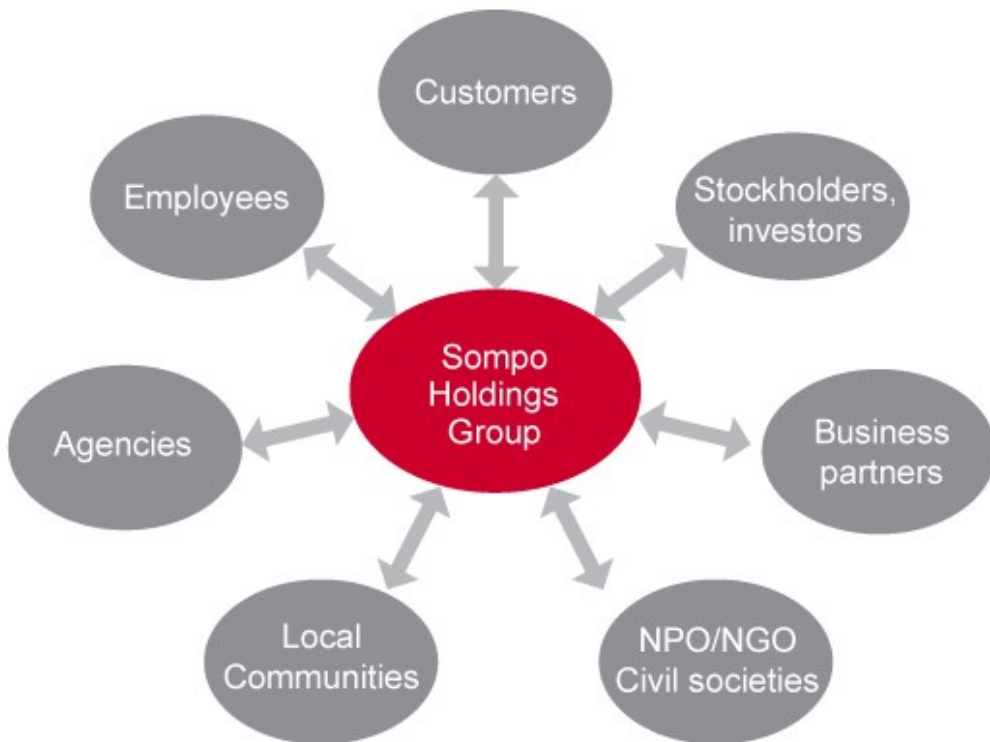 Customers
Employees
Stockholders,
investors
Sompo
Holdings
Group
Agencies
Business
partners
Local
Communities
NPO/NGO
Civil societies